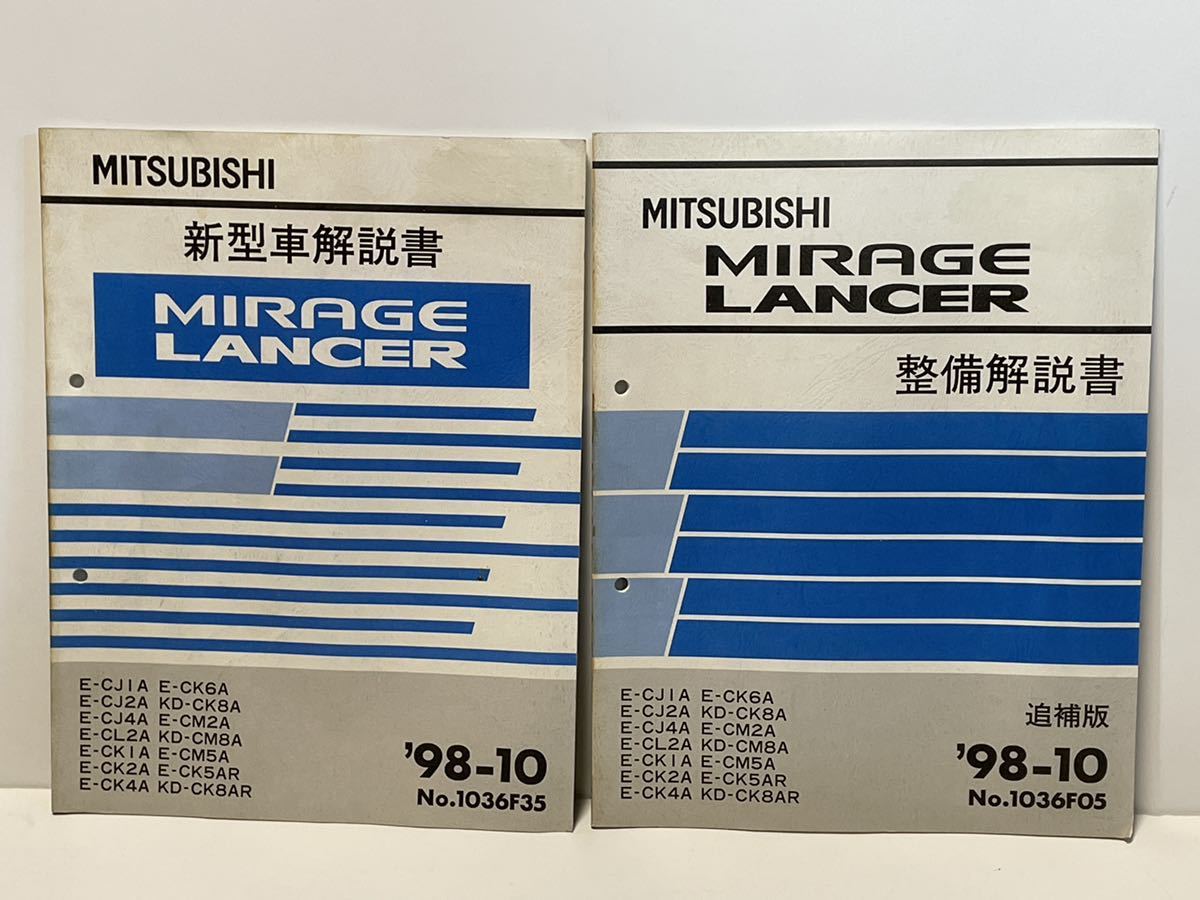 MITSUBISHI
新型車解説書
MIRAGE
LANCER
E-CJ1A E-CK6A
E-CJ2A KD-CK8A
E-CJ4A E-CM2A
E-CL2A KD-CM8A
E-CK1A E-CM5A
E-CK2A E-CK5AR
E-CK4A KD-CK8AR
'98-10
No.1036F35
MITSUBISHI
MIRAGE
LANCER
整備解説書
E-CJ1A E-CK6A
E-CJ2A KD-CK8A
E-CJ4A E-CM2A
E-CL2A KD-CM8A
E-CK1A E-CM5A
E-CK2A E-CK5AR
E-CK4A KD-CK8AR
追補版
'98-10
No.1036F05